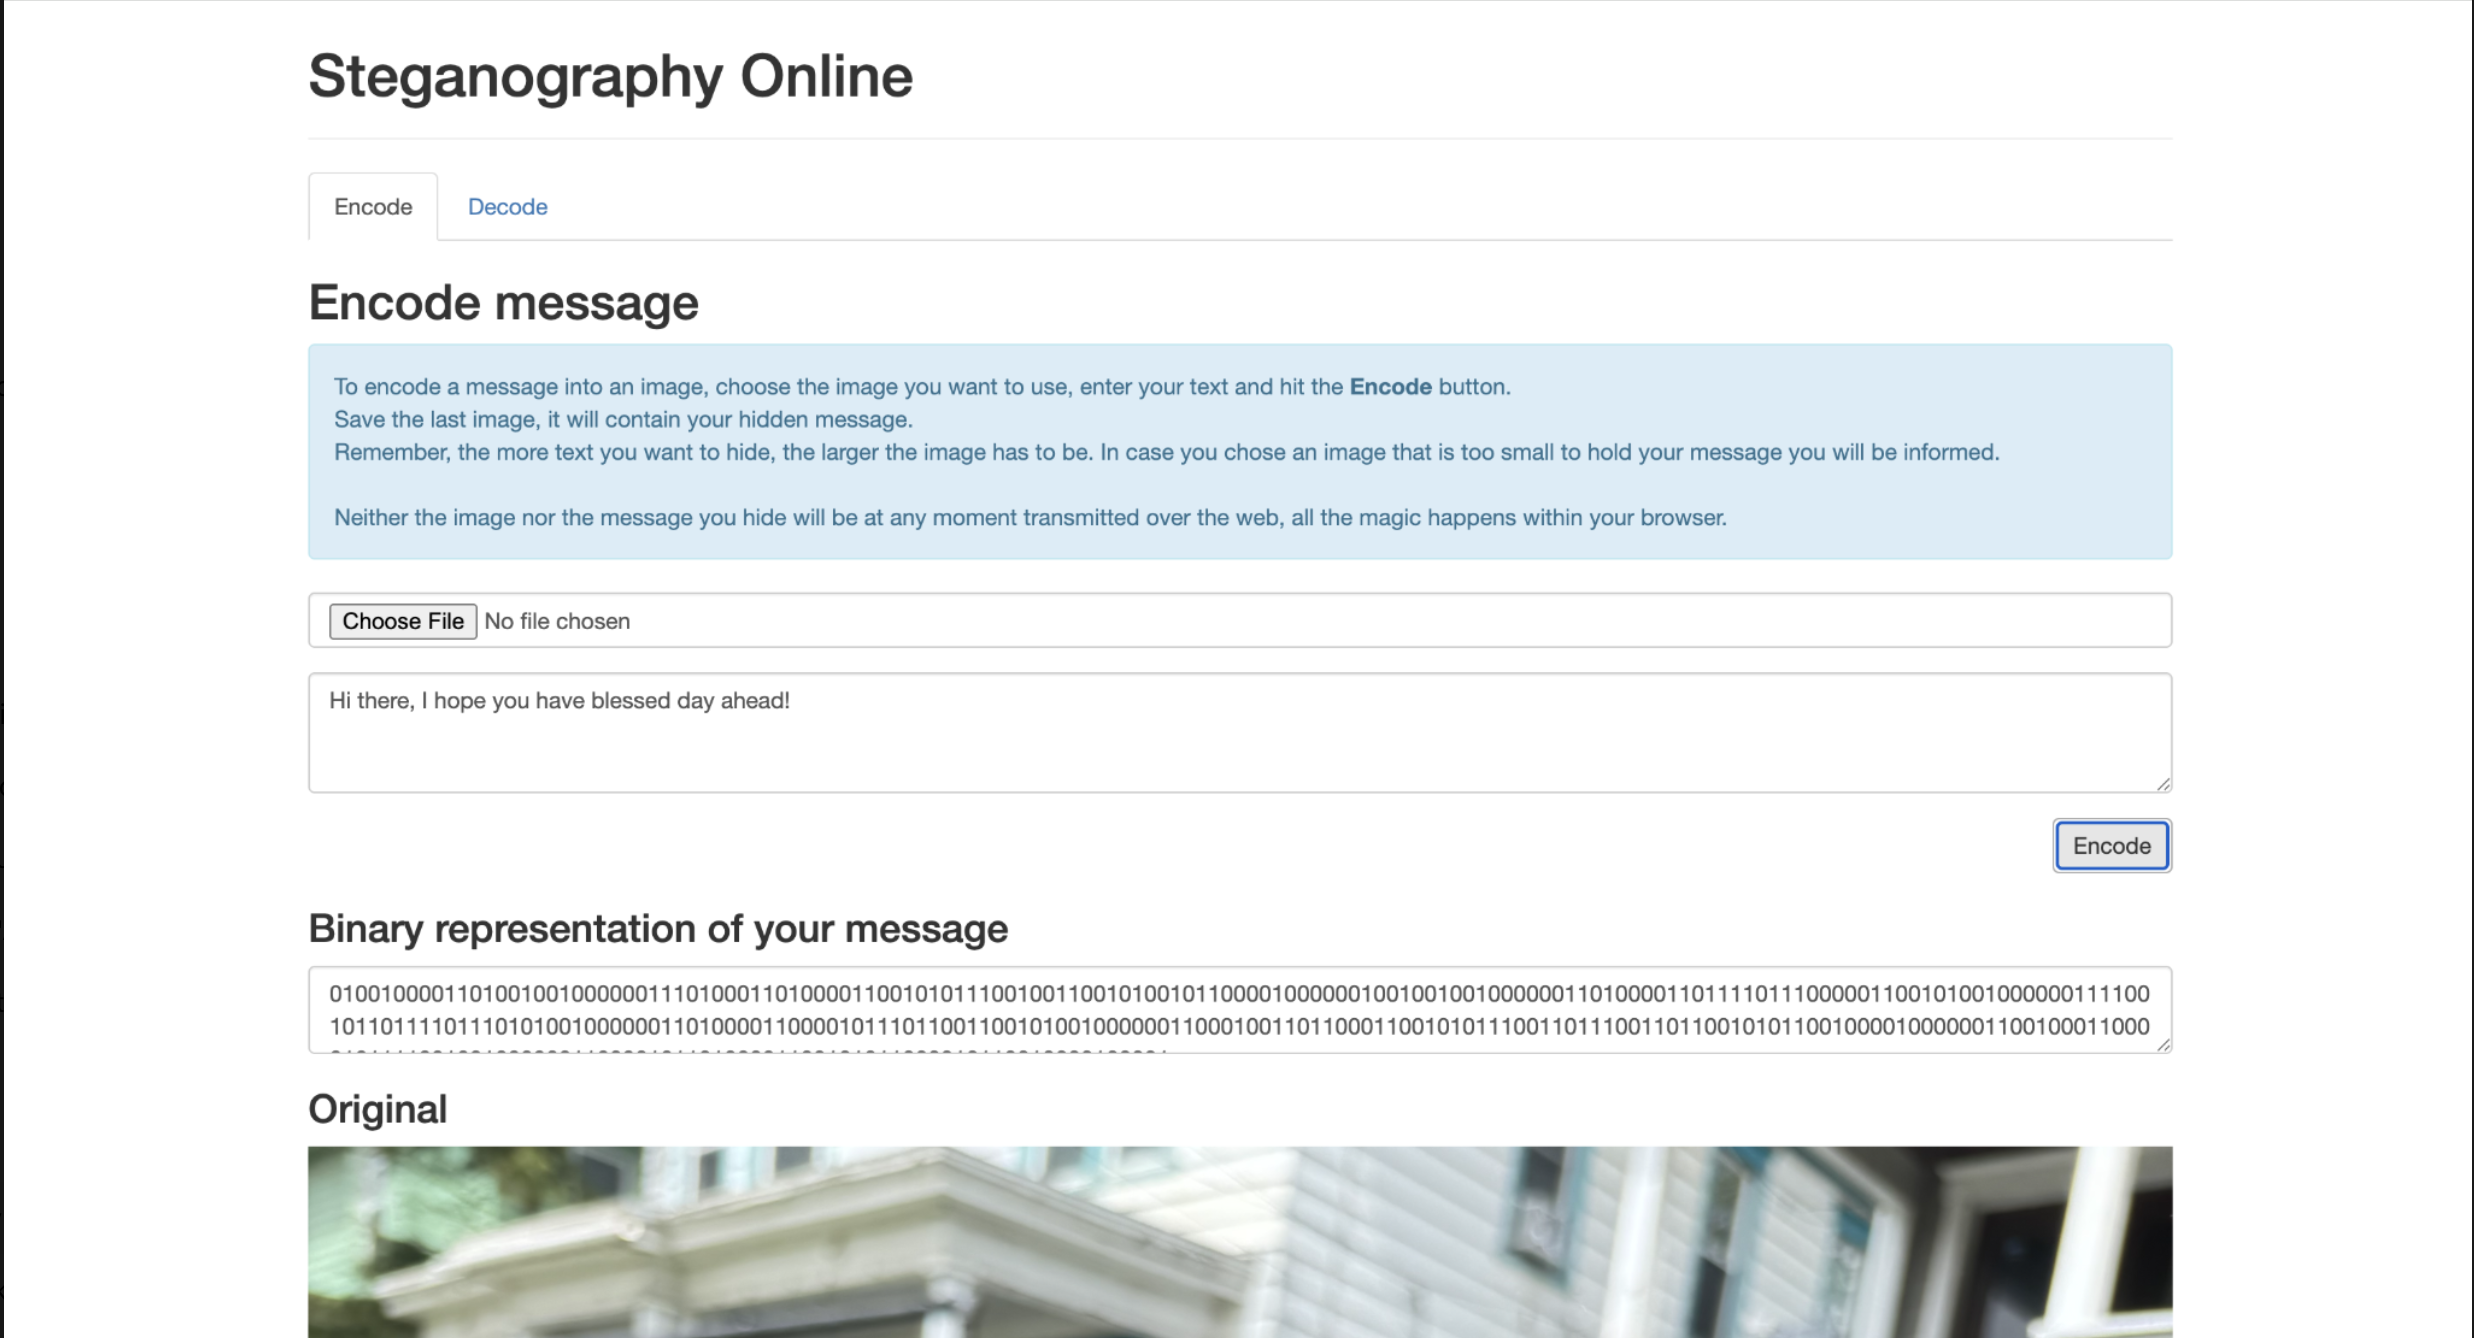 Steganography Online
Encode Decode
Encode message
To encode a message into an image, choose the image you want to use, enter your text and hit the Encode button.
Save the last image, it will contain your hidden message.
Remember, the more text you want to hide, the larger the image has to be. In case you chose an image that is too small to hold your message you will be informed.
Neither the image nor the message you hide will be at any moment transmitted over the web, all the magic happens within your browser.
Choose File No file chosen
Hi there, I hope you have blessed day ahead!
Encode
Binary representation of your message
01001000011010010010000001110100011010000110010101110010011001010010110000100000010010010010000001101000011011110111000001100101001000000111100
10110111101110101001000000110100001100001011101100110010100100000011000100110110001100101011100110111001101100101011001000010000001100100011000
Original